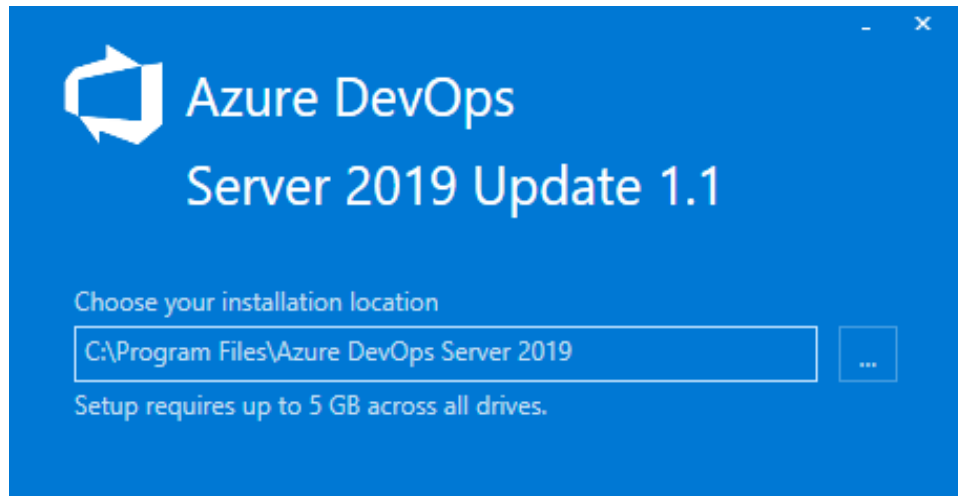 Azure DevOps
Server 2019 Update 1.1
Choose your installation location
C:\Program Files\Azure DevOps Server 2019
...
Setup requires up to 5 GB across all drives.